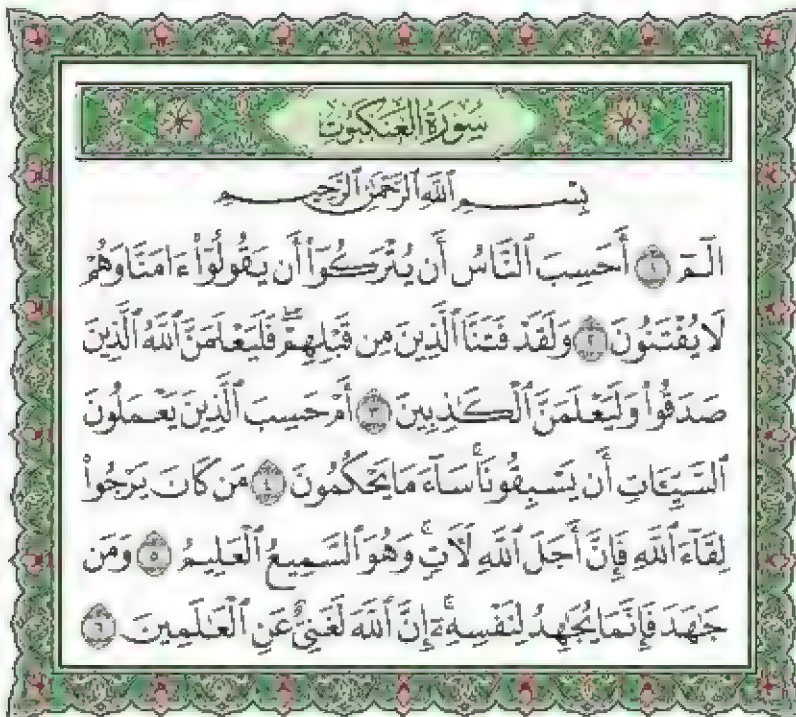 سُورَةُ العَنكَبُوت
بِسْمِ ٱللَّهِ ٱلرَّحْمَٰنِ ٱلرَّحِيمِ
الٓمٓ ١ أَحَسِبَ ٱلنَّاسُ أَن يُتْرَكُوٓا۟ أَن يَقُولُوٓا۟ ءَامَنَّا وَهُمْ
لَا يُفْتَنُونَ ٢ وَلَقَدْ فَتَنَّا ٱلَّذِينَ مِن قَبْلِهِمْ ۖ فَلَيَعْلَمَنَّ ٱللَّهُ ٱلَّذِينَ
صَدَقُوا۟ وَلَيَعْلَمَنَّ ٱلْكَٰذِبِينَ ٣ أَمْ حَسِبَ ٱلَّذِينَ يَعْمَلُونَ
ٱلسَّيِّـَٔاتِ أَن يَسْبِقُونَا ۚ سَآءَ مَا يَحْكُمُونَ ٤ مَن كَانَ يَرْجُوا۟
لِقَآءَ ٱللَّهِ فَإِنَّ أَجَلَ ٱللَّهِ لَءَاتٍ ۚ وَهُوَ ٱلسَّمِيعُ ٱلْعَلِيمُ ٥ وَمَن
جَٰهَدَ فَإِنَّمَا يُجَٰهِدُ لِنَفْسِهِۦٓ ۚ إِنَّ ٱللَّهَ لَغَنِىٌّ عَنِ ٱلْعَٰلَمِينَ ٦